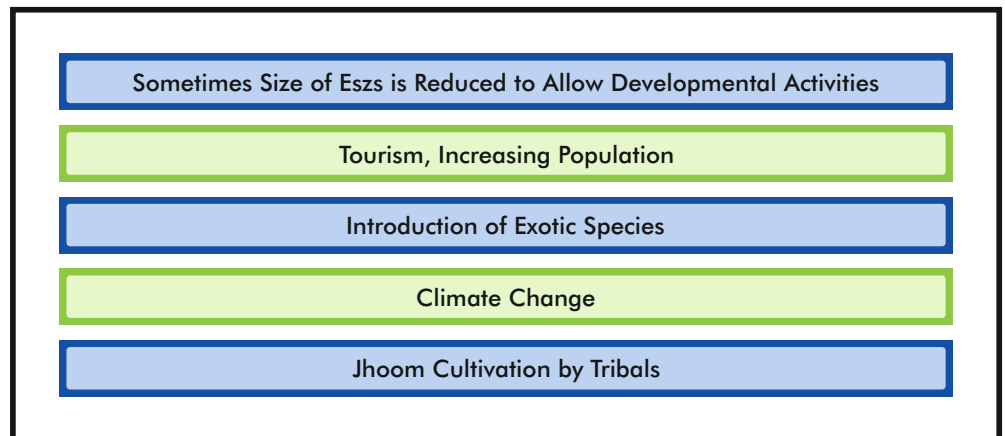 Sometimes Size of Eszs is Reduced to Allow Developmental Activities
Tourism, Increasing Population
Introduction of Exotic Species
Climate Change
Jhoom Cultivation by Tribals